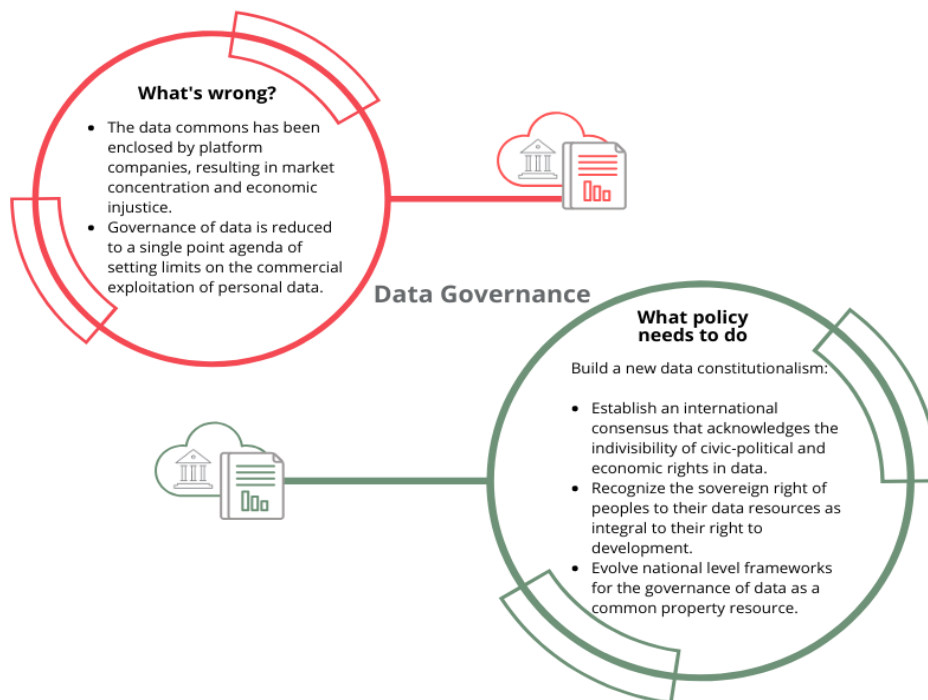 What's wrong?
• The data commons has been
enclosed by platform
companies, resulting in market
concentration and economic
injustice.
• Governance of data is reduced
to a single point agenda of
setting limits on the commercial
exploitation of personal data.
Data Governance
What policy
needs to do
Build a new data constitutionalism:
• Establish an international
consensus that acknowledges the
indivisibility of civic-political and
economic rights in data.
• Recognize the sovereign right of
peoples to their data resources as
integral to their right to
development.
• Evolve national level frameworks
for the governance of data as a
common property resource.